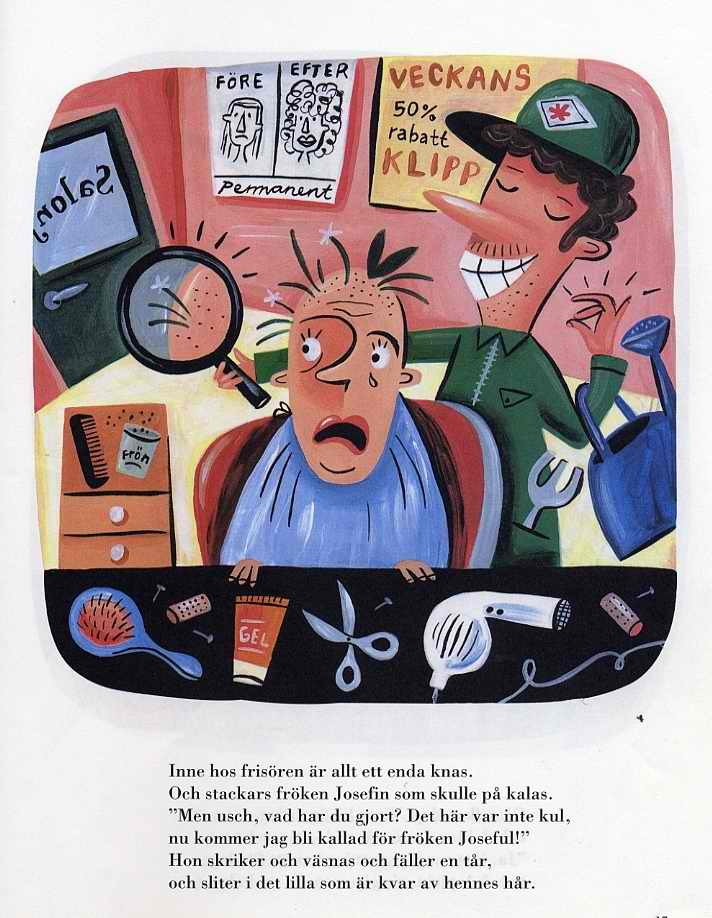 FÖRE
EFTER
Permanent
VECKANS
50%
rabatt
KLIPP
Salong
FRÖN
GEL
Inne hos frisören är allt ett enda knas.
Och stackars fröken Josefin som skulle på kalas.
”Men usch, vad har du gjort? Det här var inte kul,
nu kommer jag bli kallad för fröken Joseful!”
Hon skriker och väsnas och fäller en tår,
och sliter i det lilla som är kvar av hennes hår.